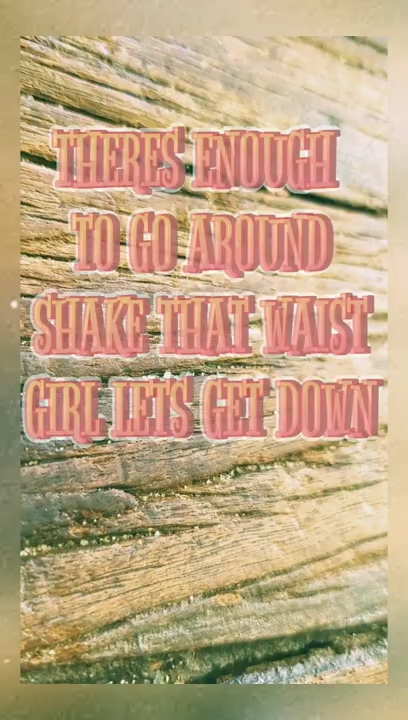 THERES ENOUGH
TO GO AROUND
SHAKE THAT WAIST
GIRL LETS GET DOWN